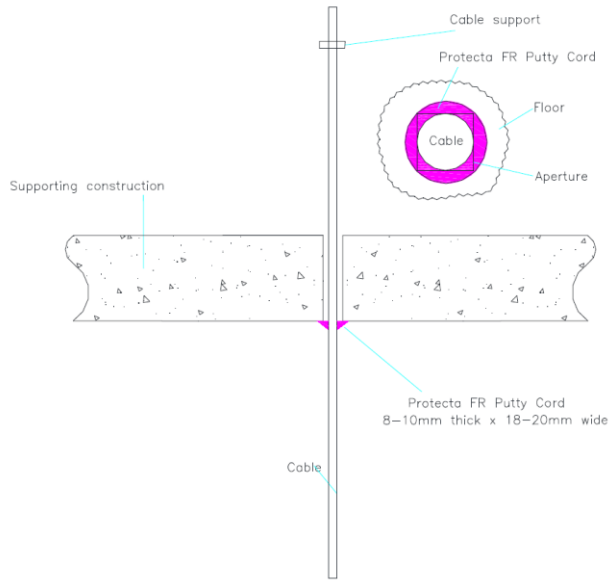 Cable support
Protecta FR Putty Cord
Floor
Cable
Aperture
Supporting construction
Protecta FR Putty Cord
8-10mm thick x 18-20mm wide
Cable